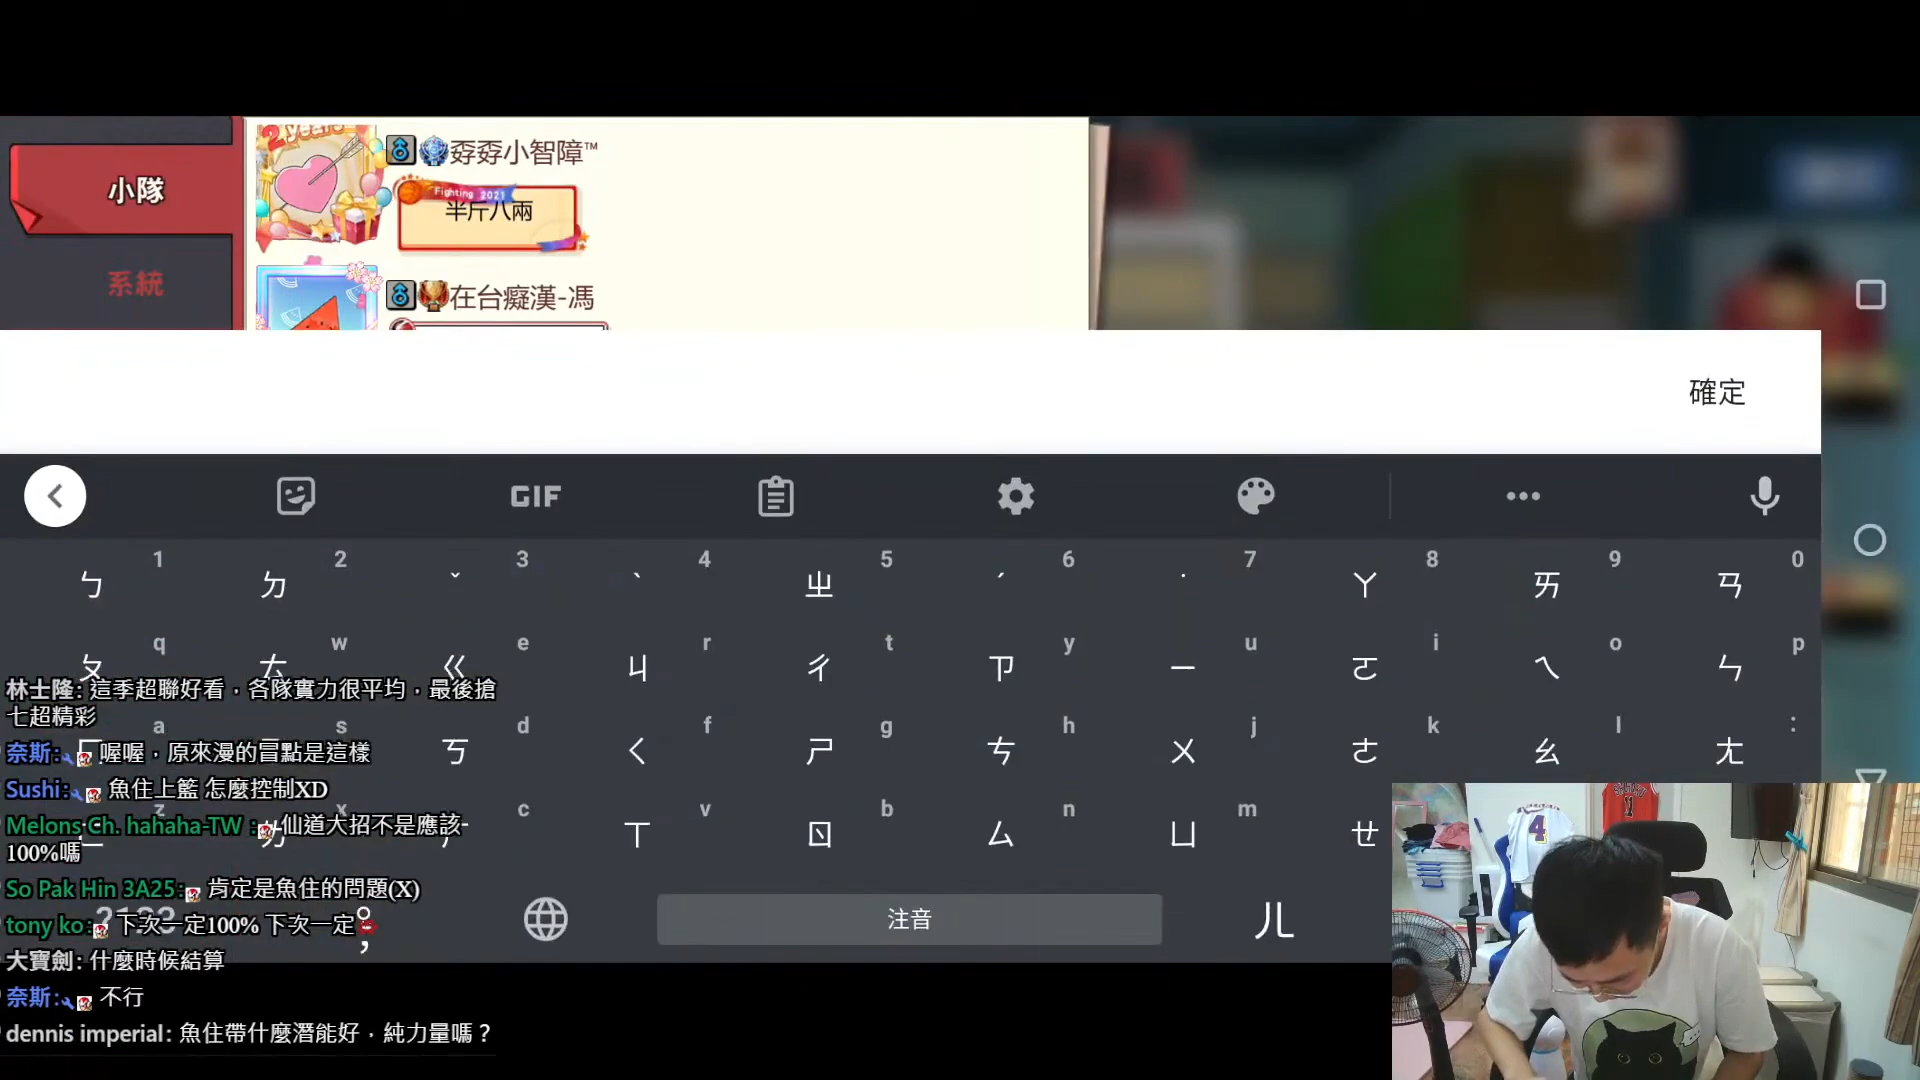 2 years
孬孬小智障™
Fighting 2021
半斤八兩
小隊
系統
在台癡漢-馮
確定
GIF
1 2 3 4 5 6 7 8 9 0
ㄅ ㄉ ˇ ˋ ㄓ ˊ ˙ ㄚ ㄞ ㄢ
q w e r t y u i o p
ㄆ ㄊ ㄍ ㄐ ㄔ ㄗ ㄧ ㄛ ㄟ ㄣ
a s d f g h j k l :
ㄎ ㄑ ㄕ ㄘ ㄨ ㄜ ㄠ ㄤ
z x c v b n m
ㄏ ㄒ ㄖ ㄙ ㄩ ㄝ
?123 注音 ㄦ
林士隆: 這季超聯好看，各隊實力很平均，最後搶
七超精彩
奈斯: 喔喔，原來漫的冒點是這樣
Sushi: 魚住上籃 怎麼控制XD
Melons Ch. hahaha-TW : 仙道大招不是應該
100%嗎
So Pak Hin 3A25: 肯定是魚住的問題(X)
tony ko: 下次一定100% 下次一定
大寶劍: 什麼時候結算
奈斯: 不行
dennis imperial: 魚住帶什麼潛能好，純力量嗎？
4
1